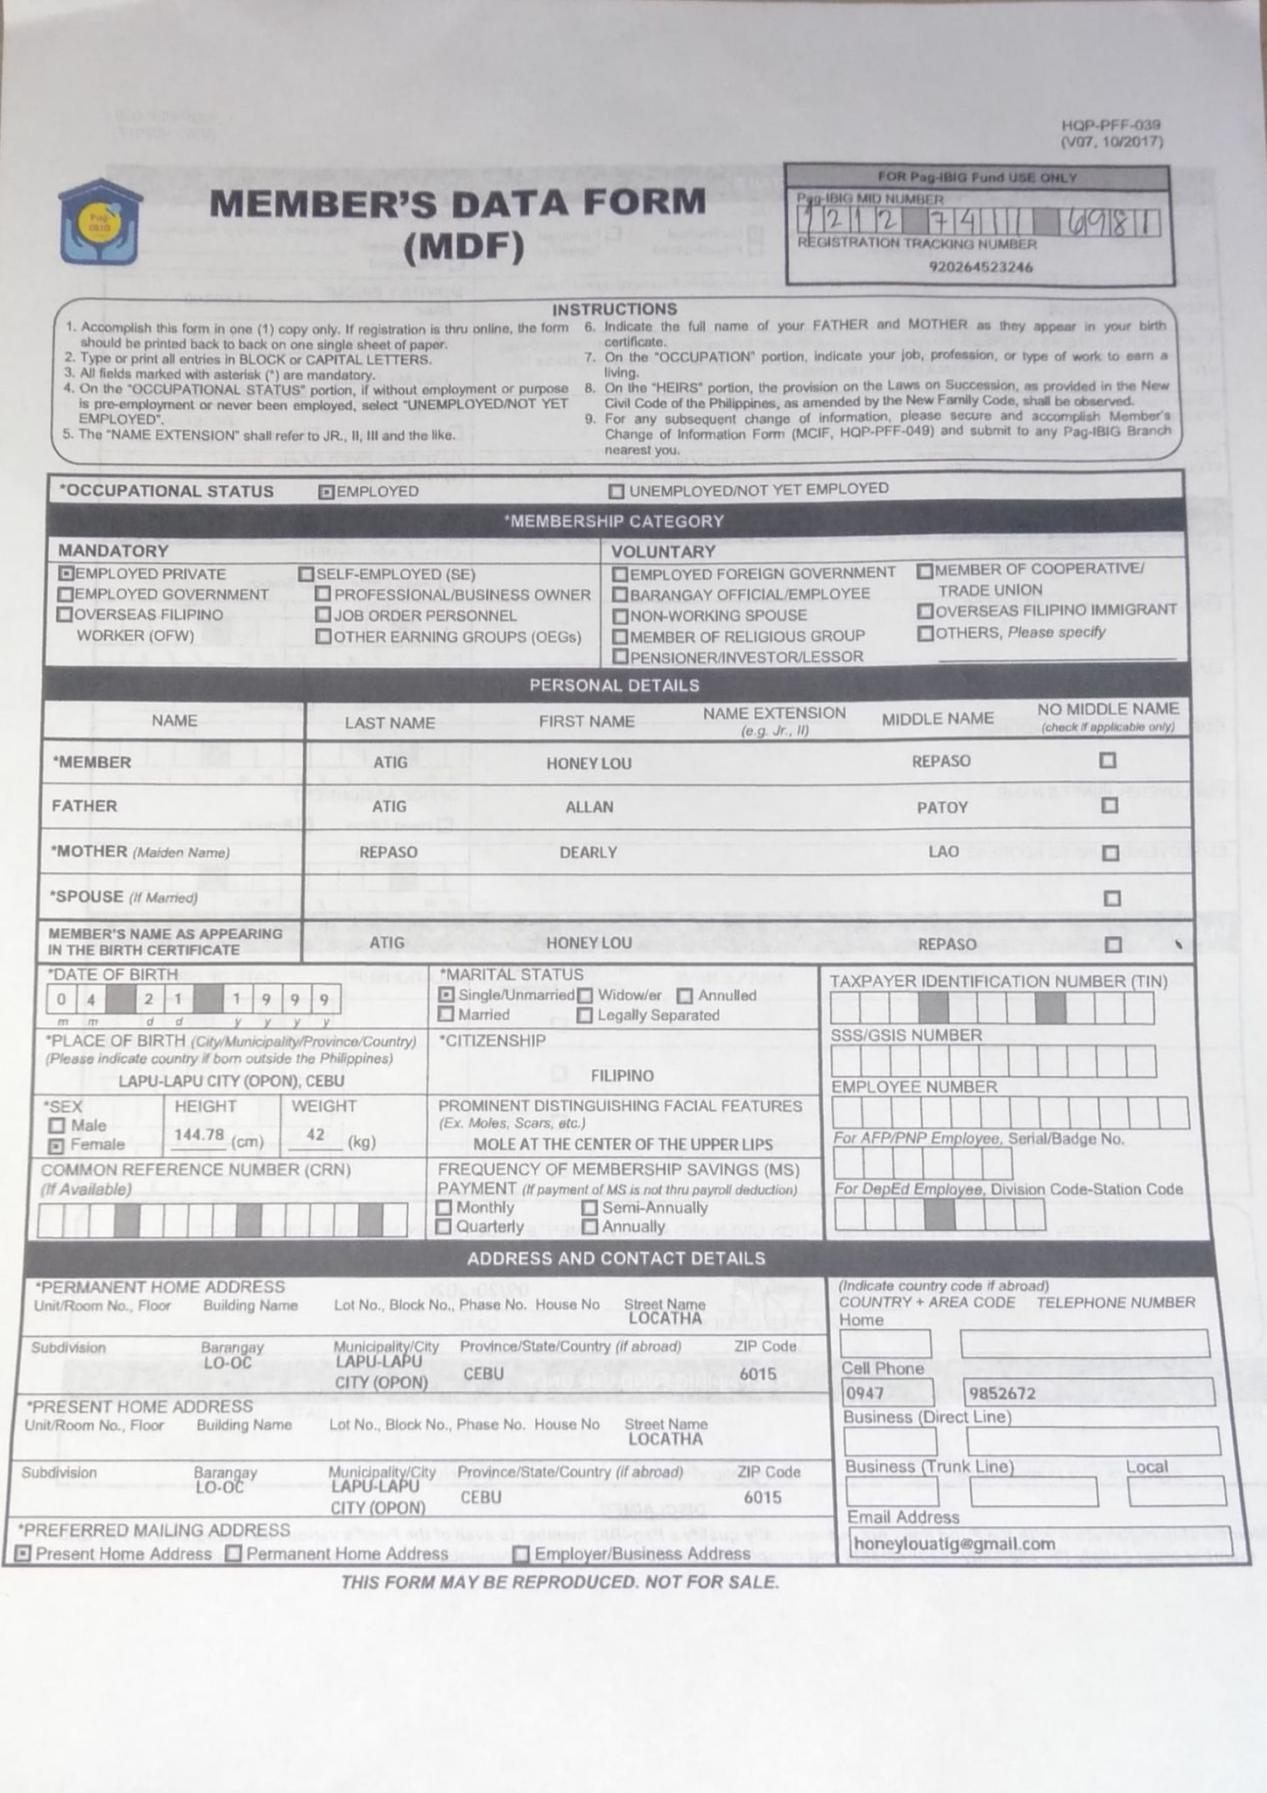 HQP-PFF-039
(V07, 10/2017)
Pag-IBIG
MEMBER'S DATA FORM
(MDF)
FOR Pag-IBIG Fund USE ONLY
Pag-IBIG MID NUMBER
1212 7411 6981
REGISTRATION TRACKING NUMBER
920264523246
INSTRUCTIONS
1. Accomplish this form in one (1) copy only. If registration is thru online, the form should be printed back to back on one single sheet of paper.
2. Type or print all entries in BLOCK or CAPITAL LETTERS.
3. All fields marked with asterisk (*) are mandatory.
4. On the "OCCUPATIONAL STATUS" portion, if without employment or purpose is pre-employment or never been employed, select "UNEMPLOYED/NOT YET EMPLOYED".
5. The "NAME EXTENSION" shall refer to JR., II, III and the like.
6. Indicate the full name of your FATHER and MOTHER as they appear in your birth certificate.
7. On the "OCCUPATION" portion, indicate your job, profession, or type of work to earn a living.
8. On the "HEIRS" portion, the provision on the Laws on Succession, as provided in the New Civil Code of the Philippines, as amended by the New Family Code, shall be observed.
9. For any subsequent change of information, please secure and accomplish Member's Change of Information Form (MCIF, HQP-PFF-049) and submit to any Pag-IBIG Branch nearest you.
*OCCUPATIONAL STATUS EMPLOYED UNEMPLOYED/NOT YET EMPLOYED
*MEMBERSHIP CATEGORY
MANDATORY
EMPLOYED PRIVATE SELF-EMPLOYED (SE)
EMPLOYED GOVERNMENT PROFESSIONAL/BUSINESS OWNER
OVERSEAS FILIPINO JOB ORDER PERSONNEL
WORKER (OFW) OTHER EARNING GROUPS (OEGs)
VOLUNTARY
EMPLOYED FOREIGN GOVERNMENT MEMBER OF COOPERATIVE/
BARANGAY OFFICIAL/EMPLOYEE TRADE UNION
NON-WORKING SPOUSE OVERSEAS FILIPINO IMMIGRANT
MEMBER OF RELIGIOUS GROUP OTHERS, Please specify
PENSIONER/INVESTOR/LESSOR
PERSONAL DETAILS
NAME LAST NAME FIRST NAME NAME EXTENSION (e.g. Jr., II) MIDDLE NAME NO MIDDLE NAME (check if applicable only)
*MEMBER ATIG HONEY LOU REPASO
FATHER ATIG ALLAN PATOY
*MOTHER (Maiden Name) REPASO DEARLY LAO
*SPOUSE (If Married)
MEMBER'S NAME AS APPEARING IN THE BIRTH CERTIFICATE ATIG HONEY LOU REPASO
*DATE OF BIRTH
0 4 2 1 1 9 9 9
m m d d y y y y
*MARITAL STATUS
Single/Unmarried Widow/er Annulled
Married Legally Separated
TAXPAYER IDENTIFICATION NUMBER (TIN)
*PLACE OF BIRTH (City/Municipality/Province/Country)
(Please indicate country if born outside the Philippines)
LAPU-LAPU CITY (OPON), CEBU
*CITIZENSHIP
FILIPINO
SSS/GSIS NUMBER
EMPLOYEE NUMBER
*SEX
Male
Female
HEIGHT
144.78 (cm)
WEIGHT
42 (kg)
PROMINENT DISTINGUISHING FACIAL FEATURES
(Ex. Moles, Scars, etc.)
MOLE AT THE CENTER OF THE UPPER LIPS
For AFP/PNP Employee, Serial/Badge No.
COMMON REFERENCE NUMBER (CRN)
(If Available)
FREQUENCY OF MEMBERSHIP SAVINGS (MS)
PAYMENT (If payment of MS is not thru payroll deduction)
Monthly Semi-Annually
Quarterly Annually
For DepEd Employee, Division Code-Station Code
ADDRESS AND CONTACT DETAILS
*PERMANENT HOME ADDRESS
Unit/Room No., Floor Building Name Lot No., Block No., Phase No. House No Street Name
LOCATHA
Subdivision Barangay Municipality/City Province/State/Country (if abroad) ZIP Code
LO-OC LAPU-LAPU CITY (OPON) CEBU 6015
*PRESENT HOME ADDRESS
Unit/Room No., Floor Building Name Lot No., Block No., Phase No. House No Street Name
LOCATHA
Subdivision Barangay Municipality/City Province/State/Country (if abroad) ZIP Code
LO-OC LAPU-LAPU CITY (OPON) CEBU 6015
*PREFERRED MAILING ADDRESS
Present Home Address Permanent Home Address Employer/Business Address
(Indicate country code if abroad)
COUNTRY + AREA CODE TELEPHONE NUMBER
Home
Cell Phone
0947 9852672
Business (Direct Line)
Business (Trunk Line) Local
Email Address
honeylouatig@gmail.com
THIS FORM MAY BE REPRODUCED. NOT FOR SALE.